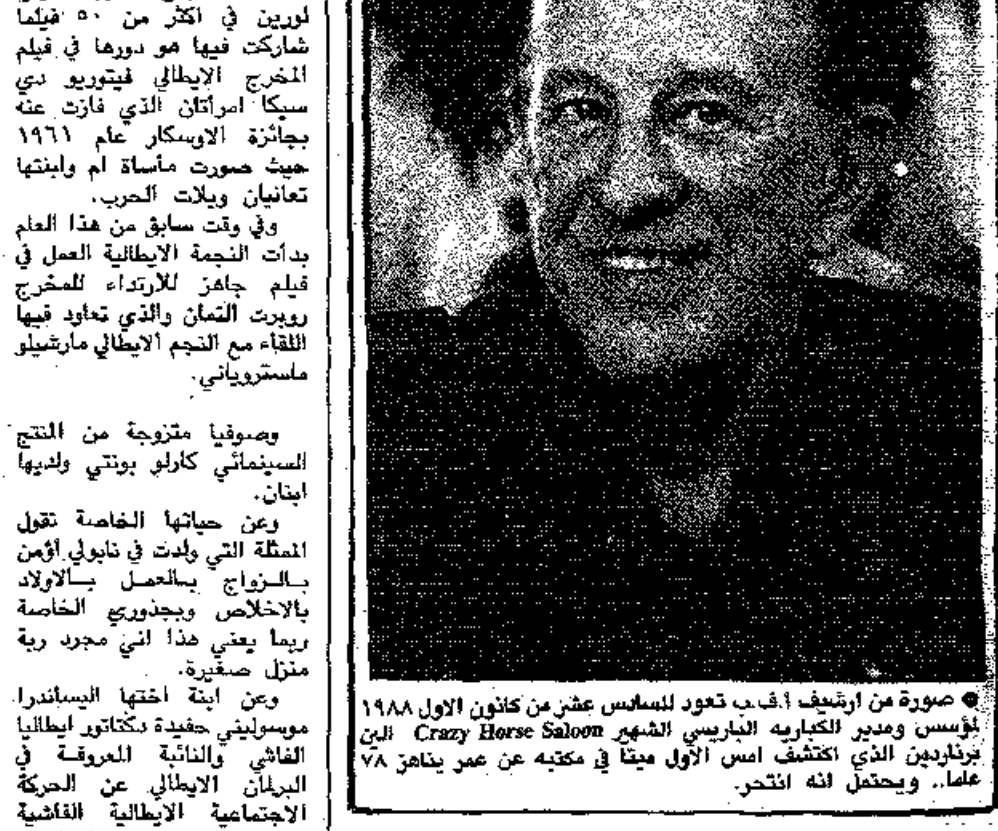 لورين في اكثر من ٥٠ فيلما
شاركت فيها هو دورها في فيلم
المخرج الايطالي فيتوريو دي
سيكا امرأتان الذي فازت عنه
بجائزة الاوسكار عام ١٩٦١
حيث صورت مأساة ام وابنتها
تعانيان ويلات الحرب.
وفي وقت سابق من هذا العلم
بدأت النجمة الايطالية العمل في
فيلم جاهز للارتداء للمخرج
روبرت التمان والذي تعاود فيها
اللقاء مع النجم الايطالي مارشيلو
ماستروياني.
وصوفيا متزوجة من المنتج
السينمائي كارلو بونتي ولديها
ابنان.
وعن حياتها الخاصة تقول
الممثلة التي ولدت في نابولي أؤمن
بالزواج بالعمل بالاولاد
بالاخلاص وبجذوري الخاصة
ربما يعني هذا اني مجرد ربة
منزل صغيرة.
وعن ابنة اختها اليساندرا
موسوليني حفيدة دكتاتور ايطاليا
الفاشي والنائبة المعروفة في
البرلمان الايطالي عن الحركة
الاجتماعية الايطالية الفاشية
● صورة من ارشيف أ.ف.ب تعود للسادس عشر من كانون الاول ١٩٨٨
لمؤسس ومدير الكباريه الباريسي الشهير Crazy Horse Saloon الين
برناردين الذي اكتشف امس الاول ميتا في مكتبه عن عمر يناهز ٧٨
عاما.. ويحتمل انه انتحر.